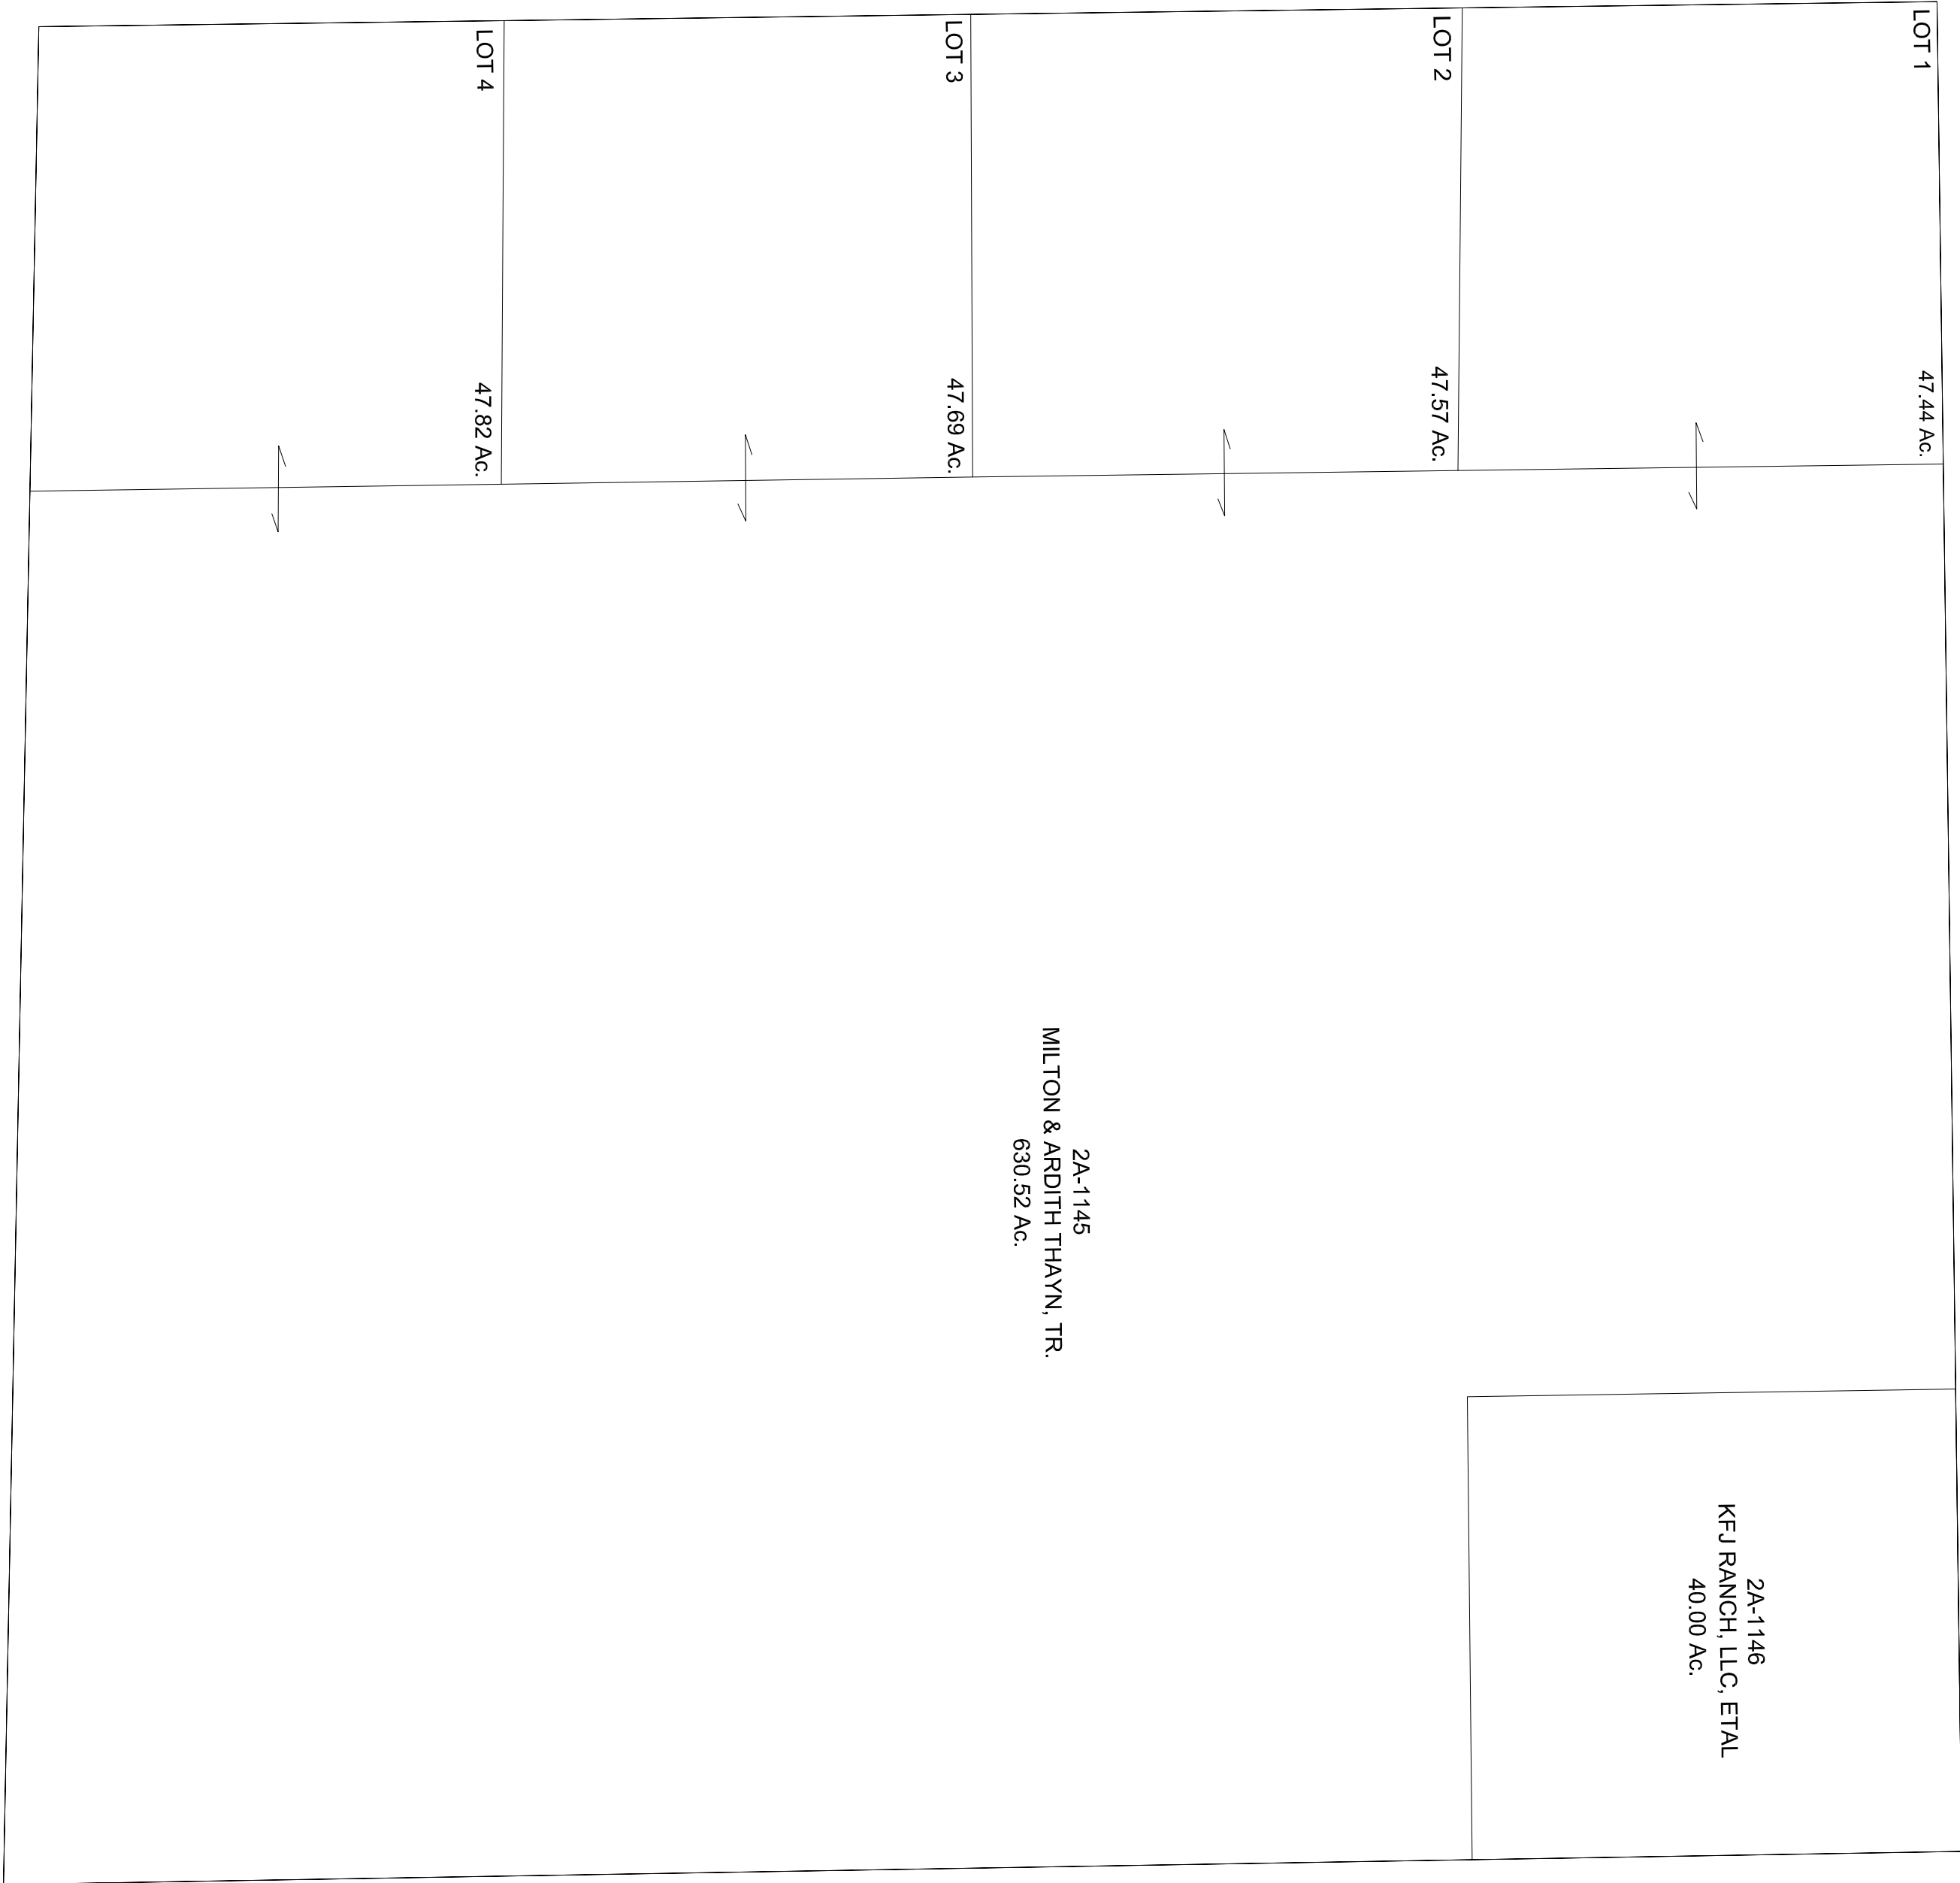 LOT 1
47.44 Ac.
LOT 2
47.57 Ac.
LOT 3
47.69 Ac.
LOT 4
47.82 Ac.
2A-1145
MILTON & ARDITH THAYN, TR.
630.52 Ac.
2A-1146
KFJ RANCH, LLC, ETAL
40.00 Ac.